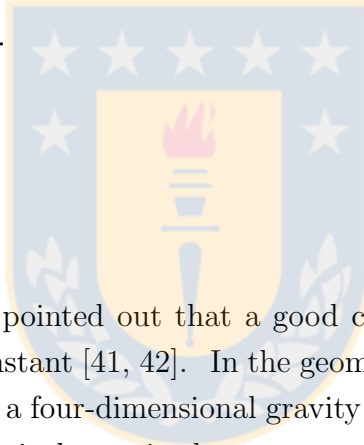 pointed out that a good c
nstant [41, 42]. In the geom
a four-dimensional gravity